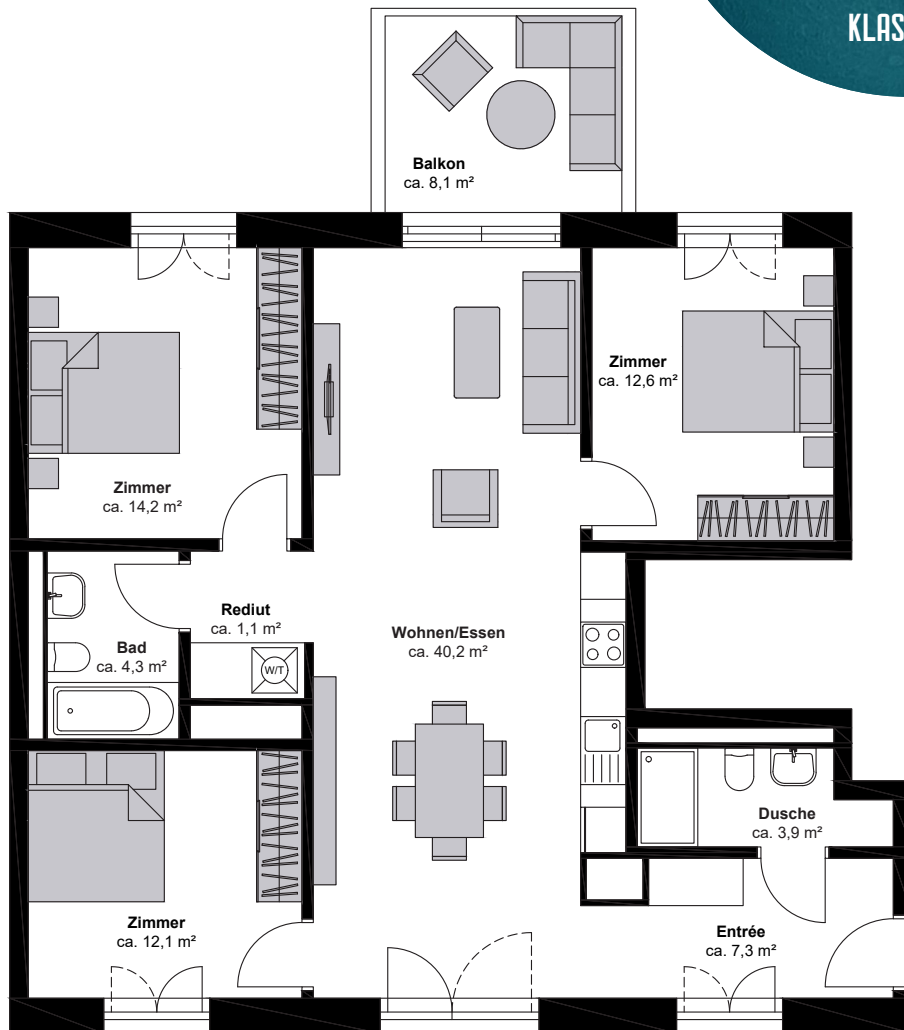 KLAS
Balkon
ca. 8,1 m²
Zimmer
ca. 12,6 m²
Zimmer
ca. 14,2 m²
Rediut
ca. 1,1 m²
Wohnen/Essen
ca. 40,2 m²
Bad
ca. 4,3 m²
W/T
Dusche
ca. 3,9 m²
Zimmer
ca. 12,1 m²
Entrée
ca. 7,3 m²